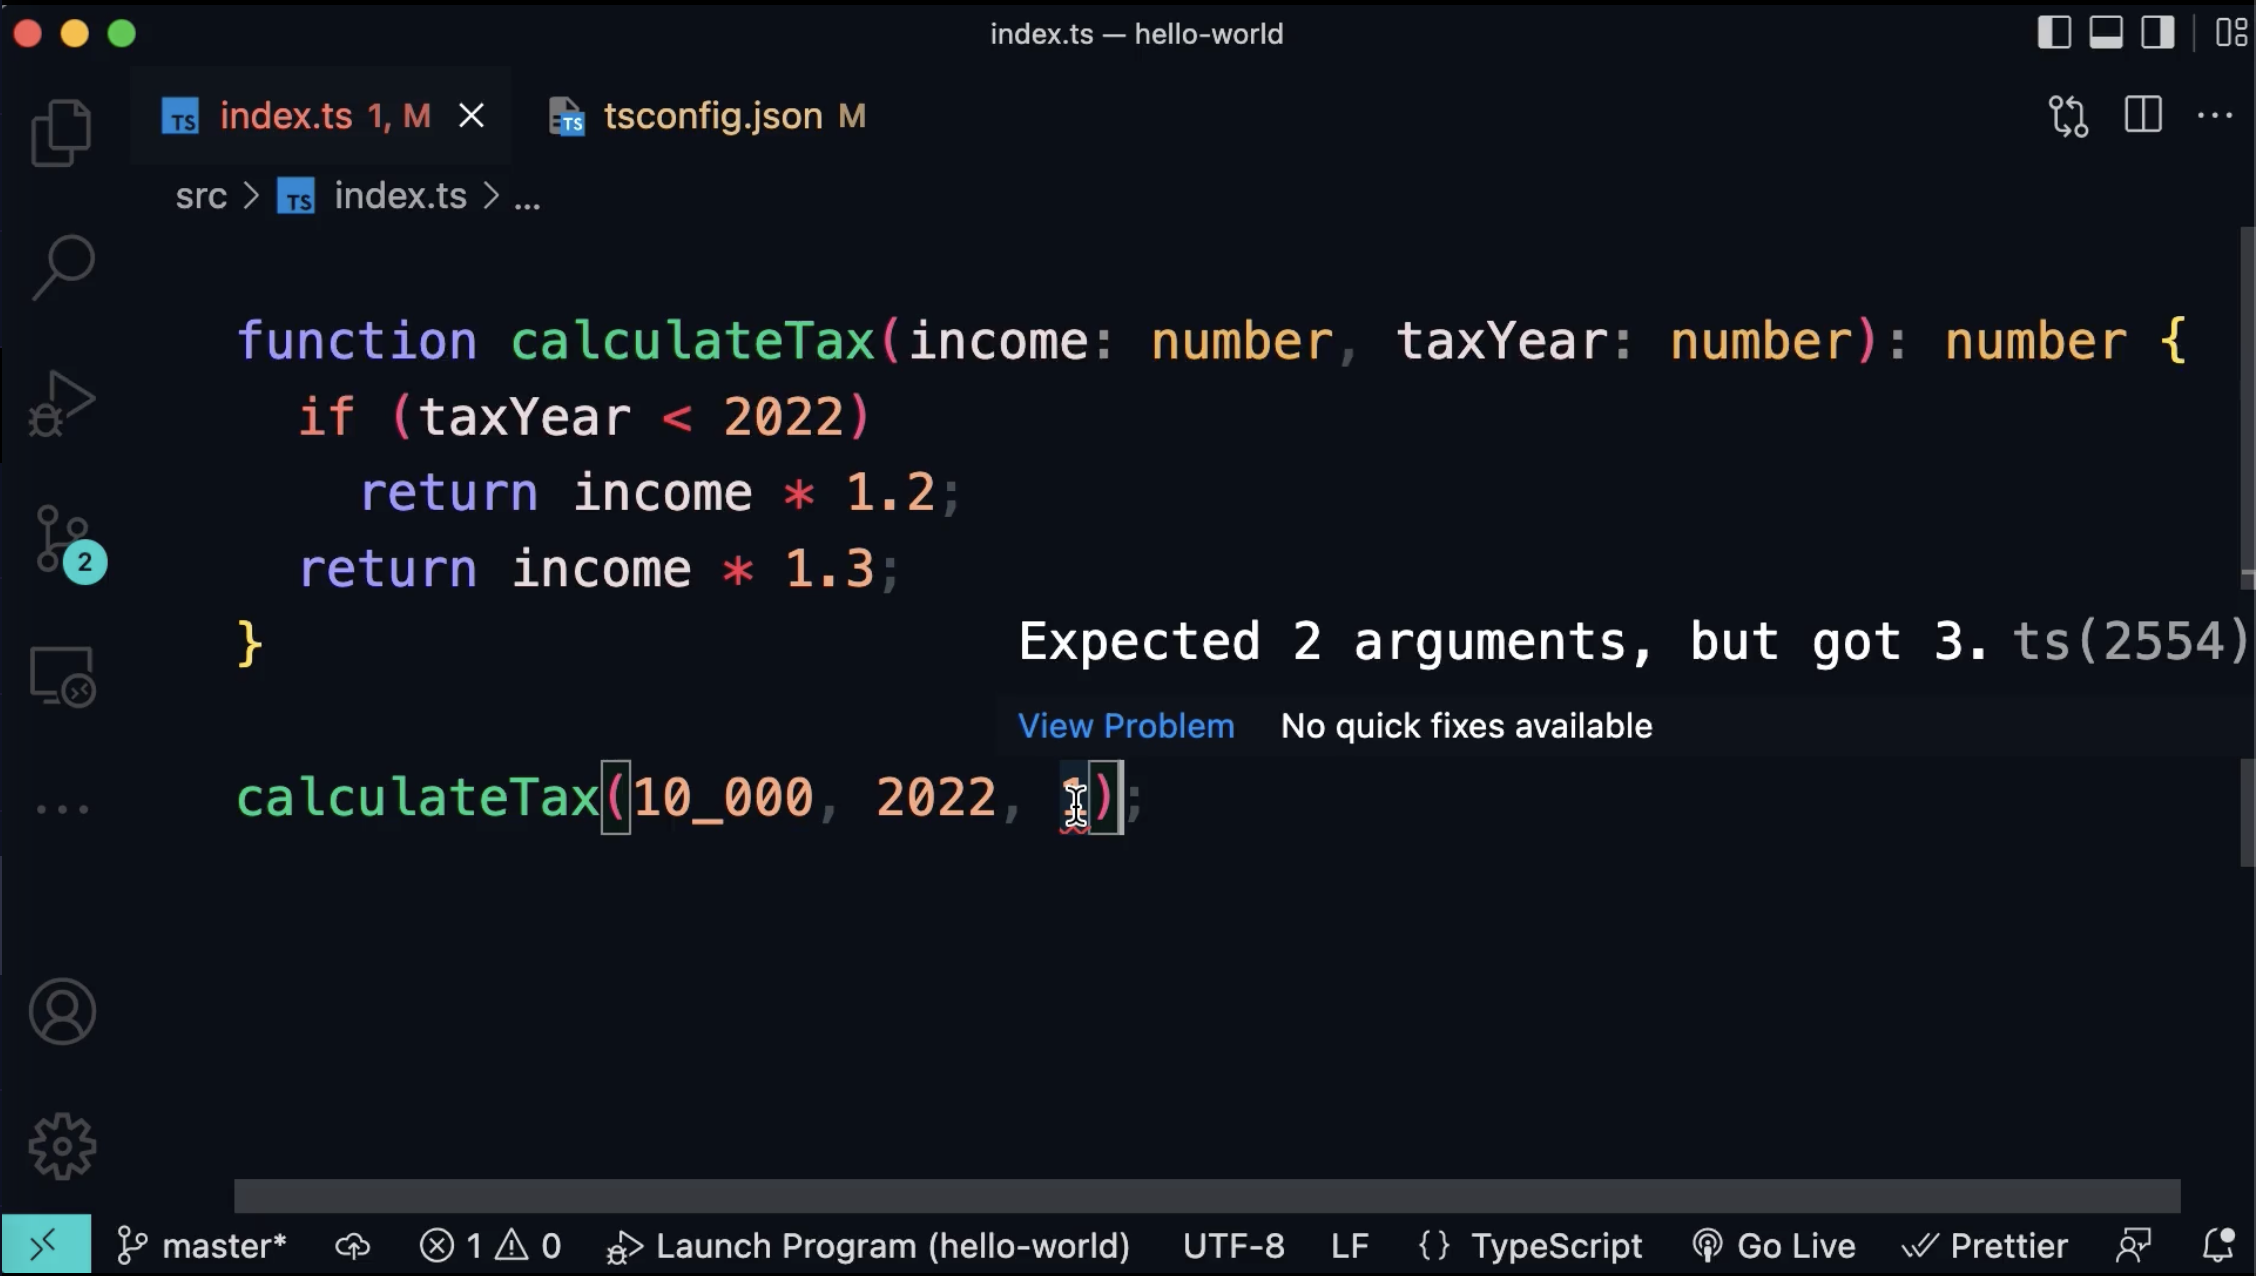 index.ts — hello-world
TS index.ts 1, M TS tsconfig.json M
src > TS index.ts > ...
function calculateTax(income: number, taxYear: number): number {
if (taxYear < 2022)
return income * 1.2;
return income * 1.3;
}
Expected 2 arguments, but got 3. ts(2554)
View Problem No quick fixes available
calculateTax(10_000, 2022, 1);
2
master* 1 0 Launch Program (hello-world) UTF-8 LF {} TypeScript Go Live Prettier